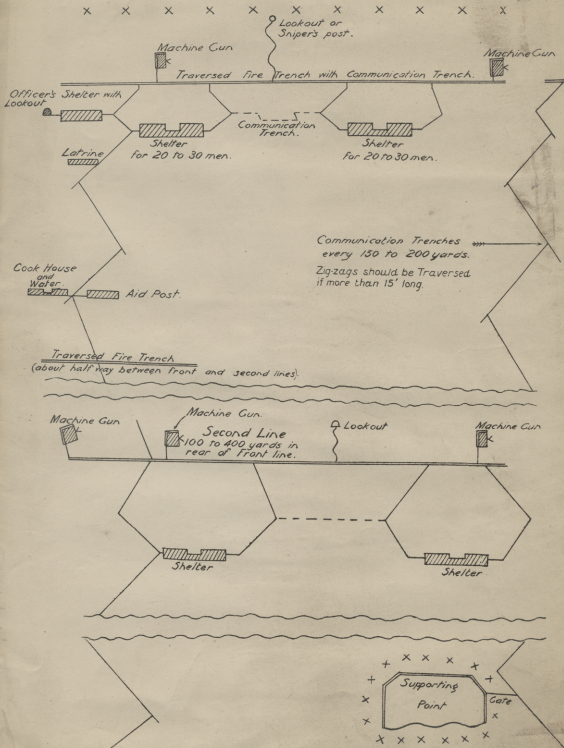 Lookout or
Sniper's post.
Machine Gun
Machine Gun
Traversed Fire Trench with Communication Trench.
Officer's Shelter with
Lookout
Communication
Trench.
Shelter
For 20 to 30 men.
Shelter
For 20 to 30 men.
Latrine
Communication Trenches
every 150 to 200 yards.
Zig-zags should be Traversed
if more than 15' long.
Cook House
and
Water
Aid Post.
Traversed Fire Trench
(about half way between front and second lines).
Machine Gun
Machine Gun.
Second Line
100 to 400 yards in
rear of Front line.
Lookout
Machine Gun
Shelter
Shelter
Supporting
Point
Gate